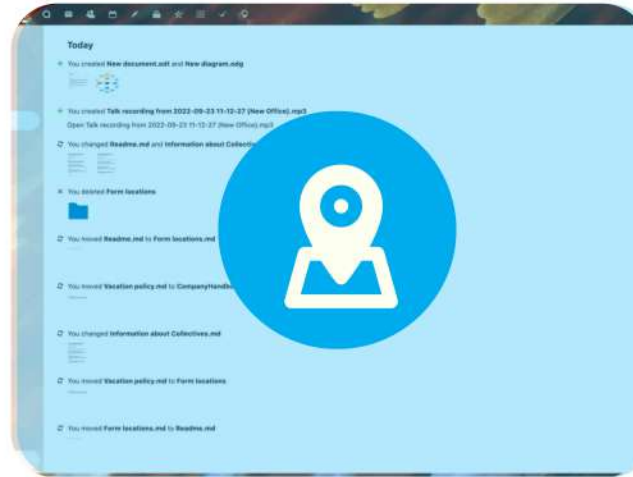 Today
You created New document.odt and New diagram.odg
You created Talk recording from 2022-09-23 11-12-27 (New Office).mp3
Open Talk recording from 2022-09-23 11-12-27 (New Office).mp3
You changed Readme.md and Information about
You deleted Form locations
You moved Readme.md to Form locations.md
You moved Vacation policy.md to
You changed Information about Collectives.md
You moved Vacation policy.md to Form locations
You moved Form locations.md to Readme.md